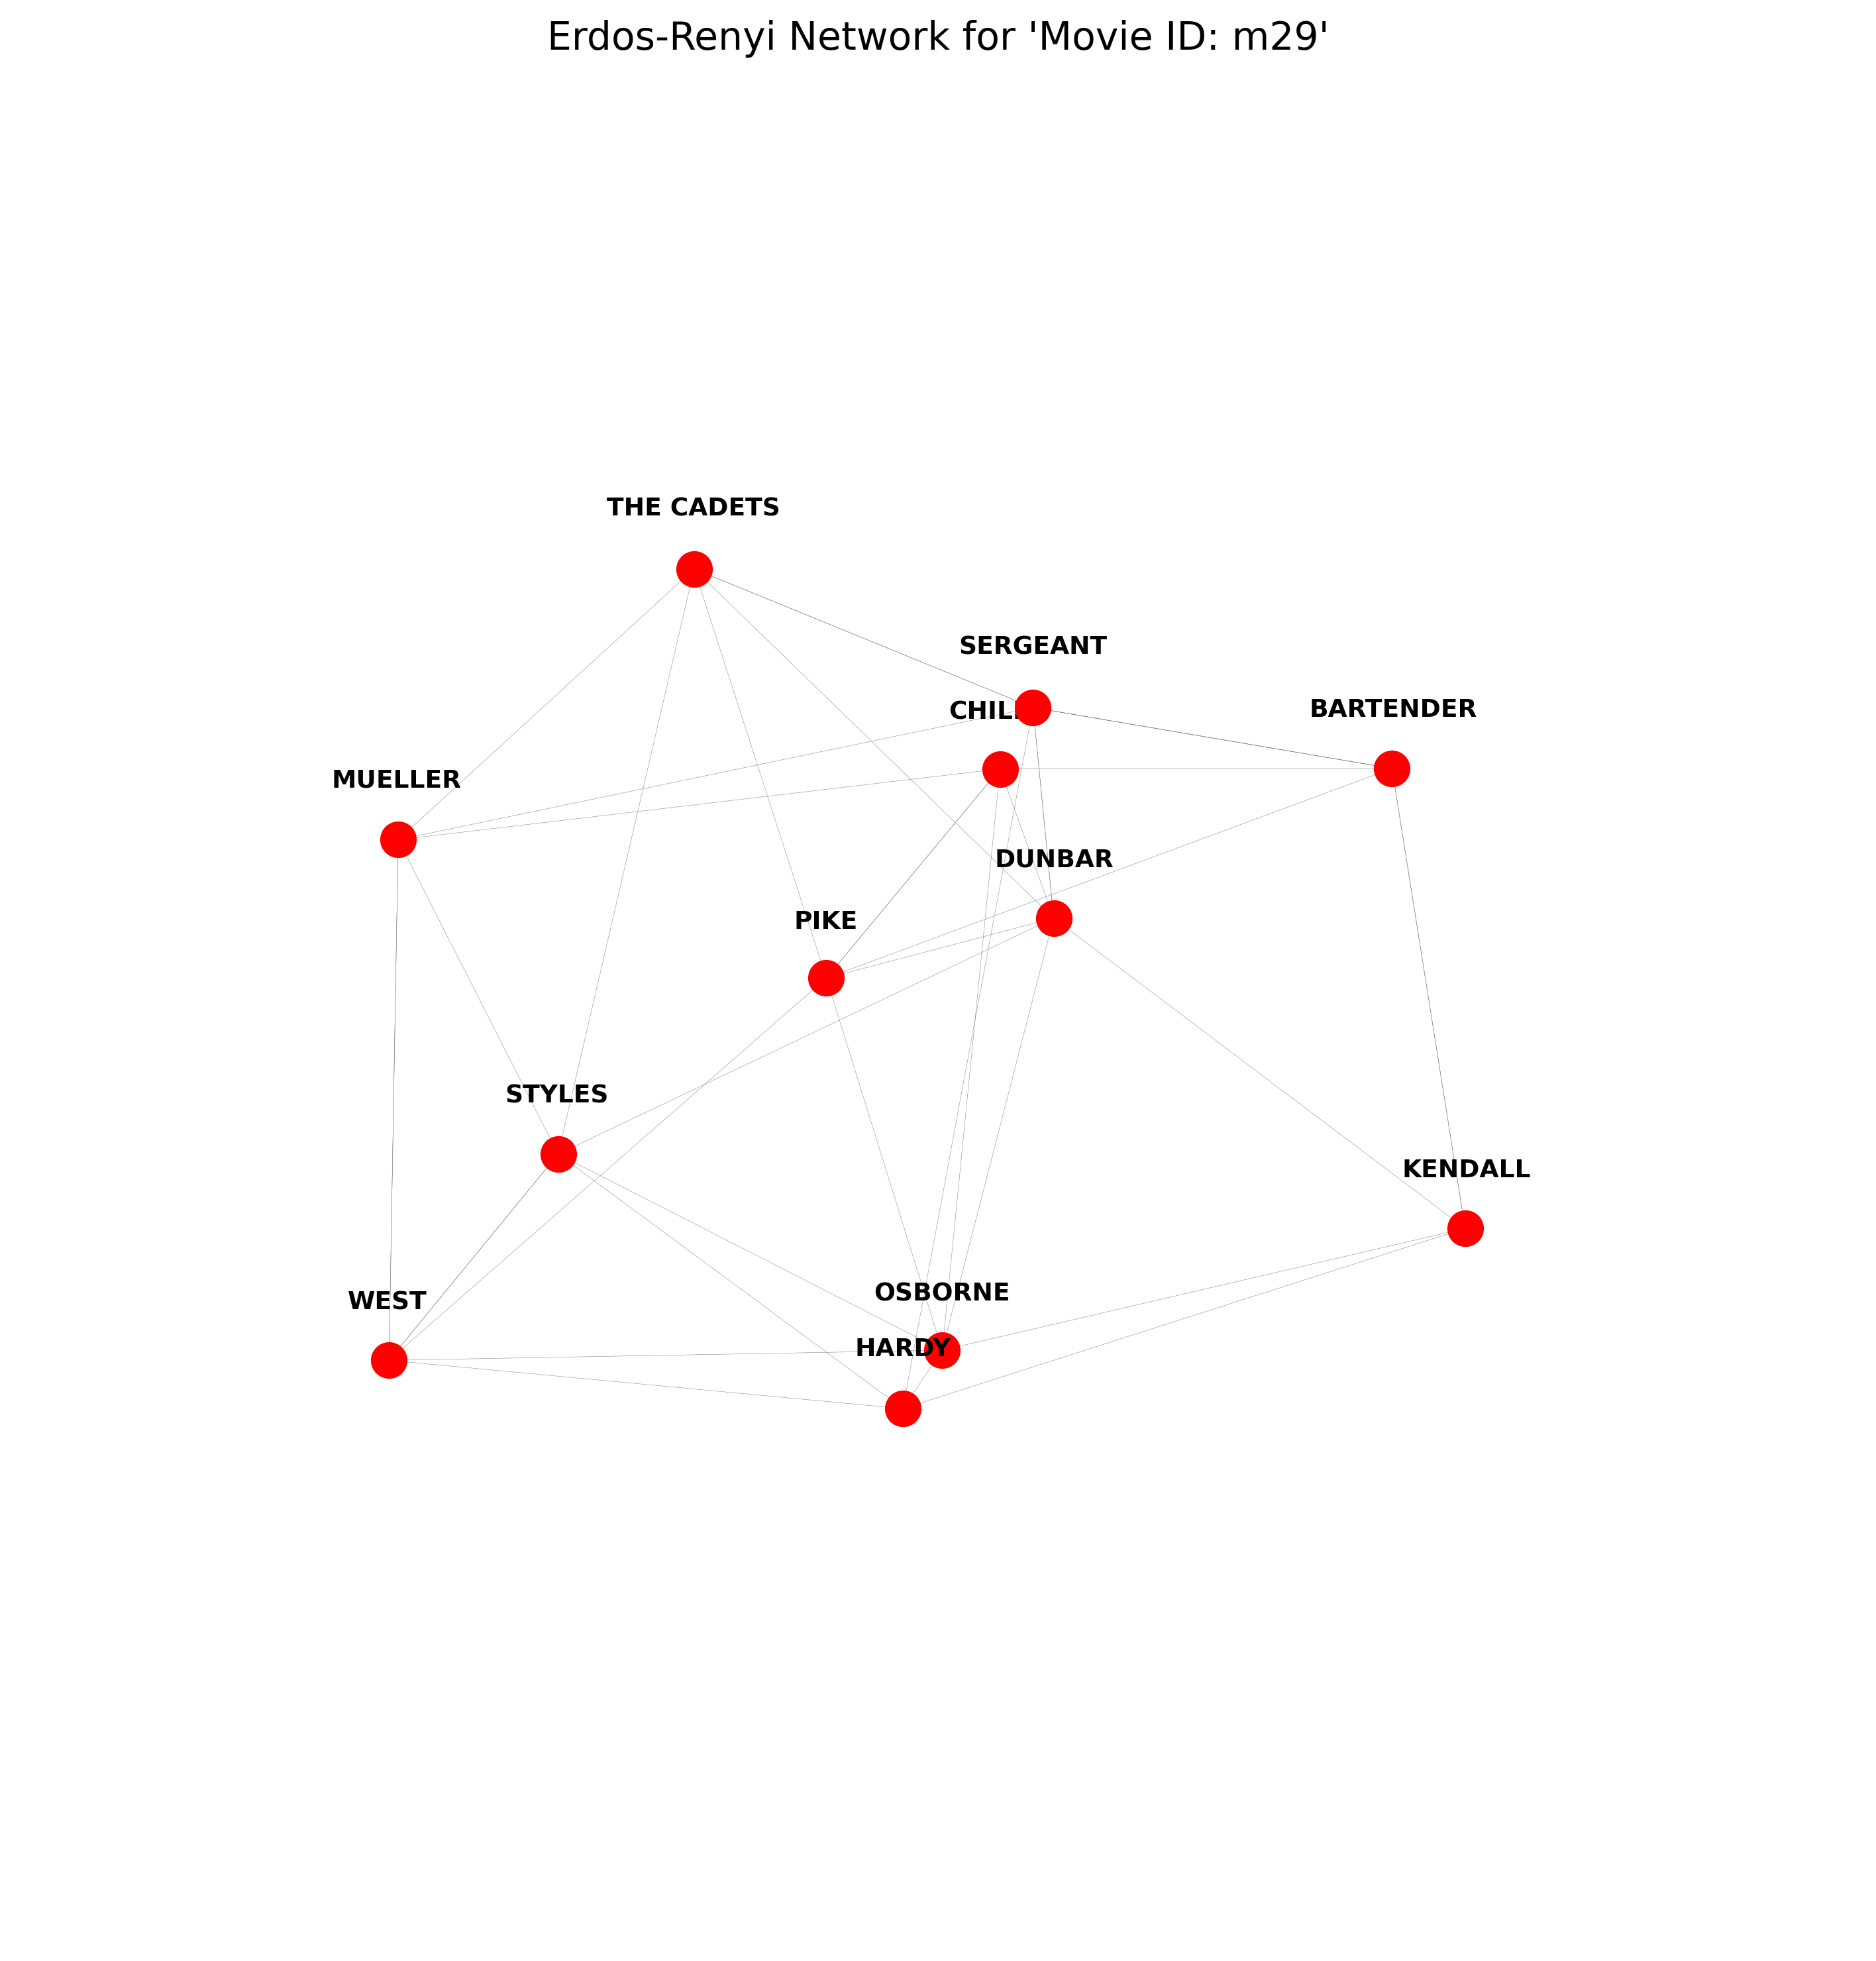 Erdos-Renyi Network for 'Movie ID: m29'
THE CADETS
SERGEANT
BARTENDER
MUELLER
DUNBAR
PIKE
STYLES
KENDALL
OSBORNE
WEST
HARDY